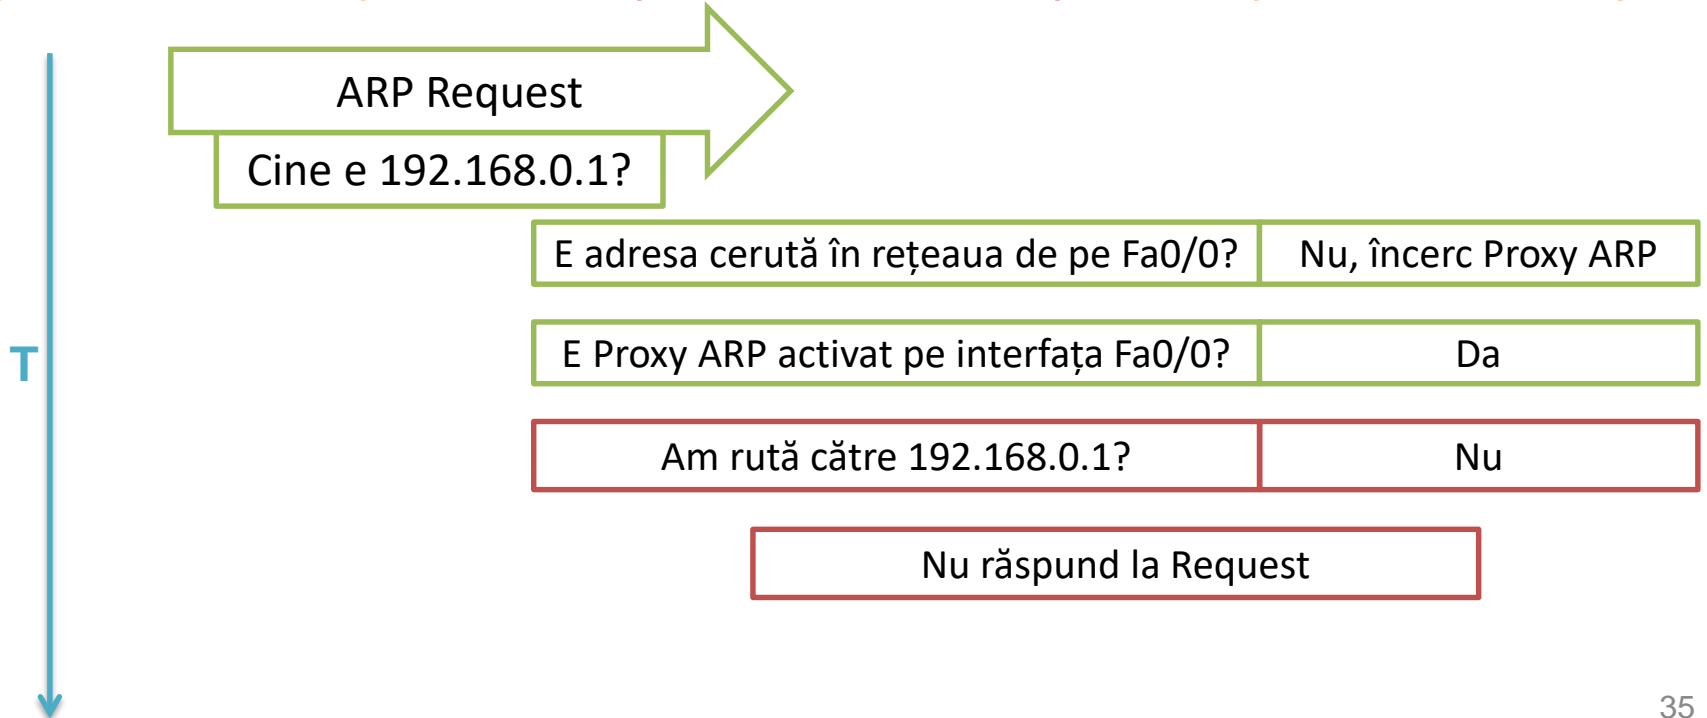 ARP Request
Cine e 192.168.0.1?
E adresa cerută în rețeaua de pe Fa0/0? Nu, încerc Proxy ARP
E Proxy ARP activat pe interfața Fa0/0? Da
T
Am rută către 192.168.0.1? Nu
Nu răspund la Request
35